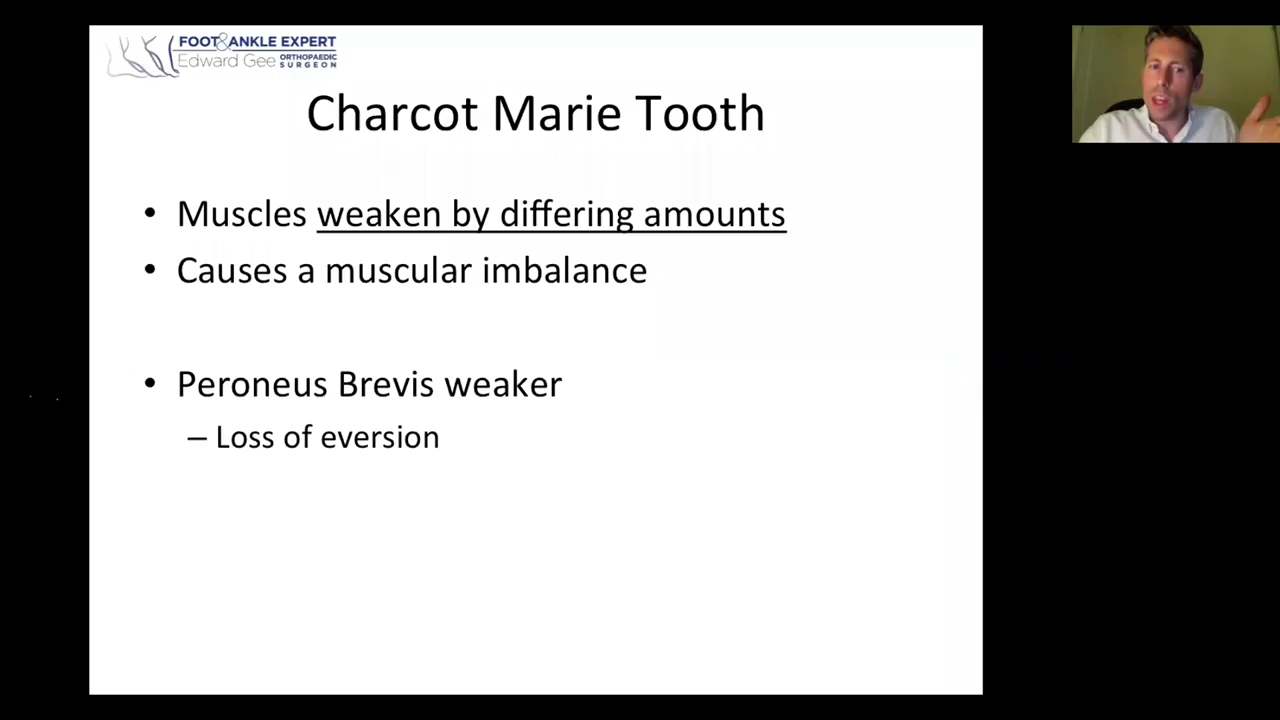 FOOT & ANKLE EXPERT
Edward Gee ORTHOPAEDIC SURGEON
Charcot Marie Tooth
• Muscles weaken by differing amounts
• Causes a muscular imbalance
• Peroneus Brevis weaker
– Loss of eversion